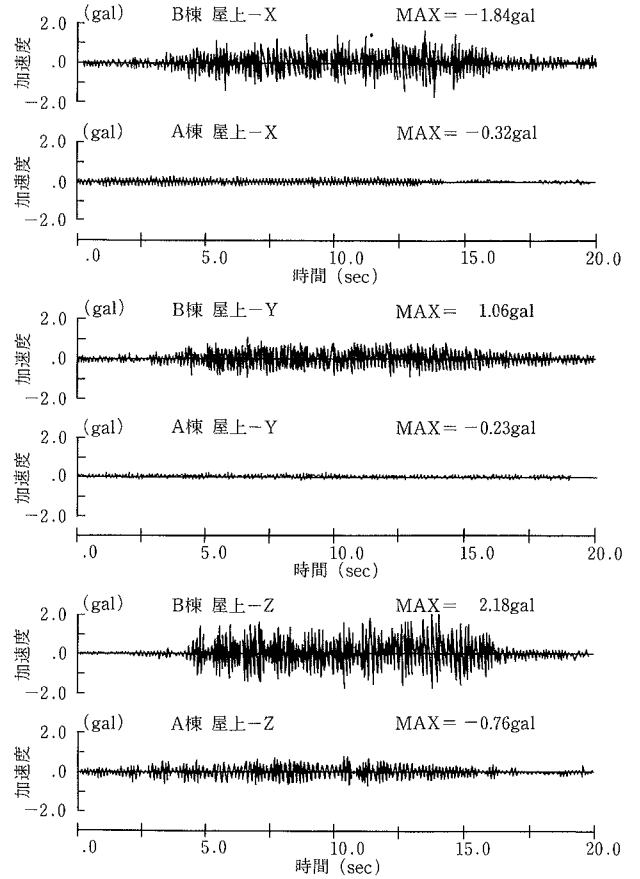 (gal) B棟 屋上−X MAX= −1.84gal
2.0
.0
−2.0
加速度
(gal) A棟 屋上−X MAX= −0.32gal
2.0
.0
−2.0
加速度
.0 5.0 10.0 15.0 20.0
時間 (sec)
(gal) B棟 屋上−Y MAX= 1.06gal
2.0
.0
−2.0
加速度
(gal) A棟 屋上−Y MAX= −0.23gal
2.0
.0
−2.0
加速度
.0 5.0 10.0 15.0 20.0
時間 (sec)
(gal) B棟 屋上−Z MAX= 2.18gal
2.0
.0
−2.0
加速度
(gal) A棟 屋上−Z MAX= −0.76gal
2.0
.0
−2.0
加速度
.0 5.0 10.0 15.0 20.0
時間 (sec)